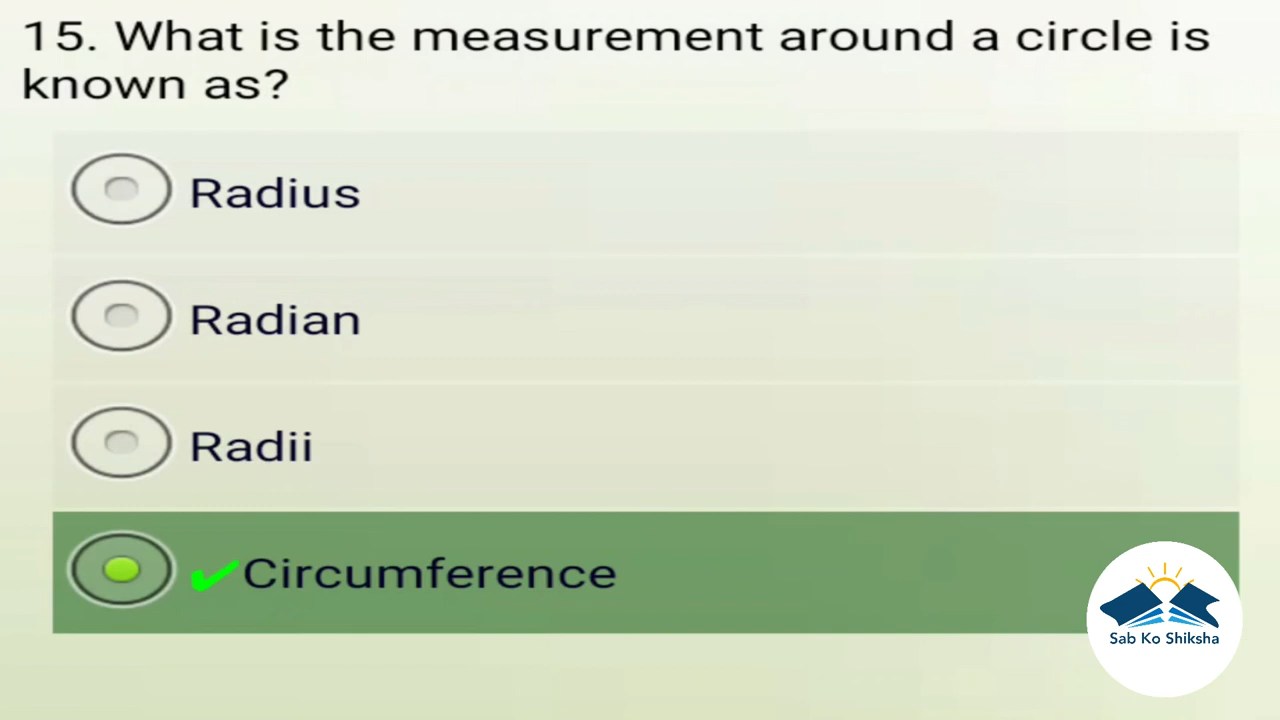 15. What is the measurement around a circle is
known as?
Radius
Radian
Radii
✔Circumference
Sab Ko Shiksha